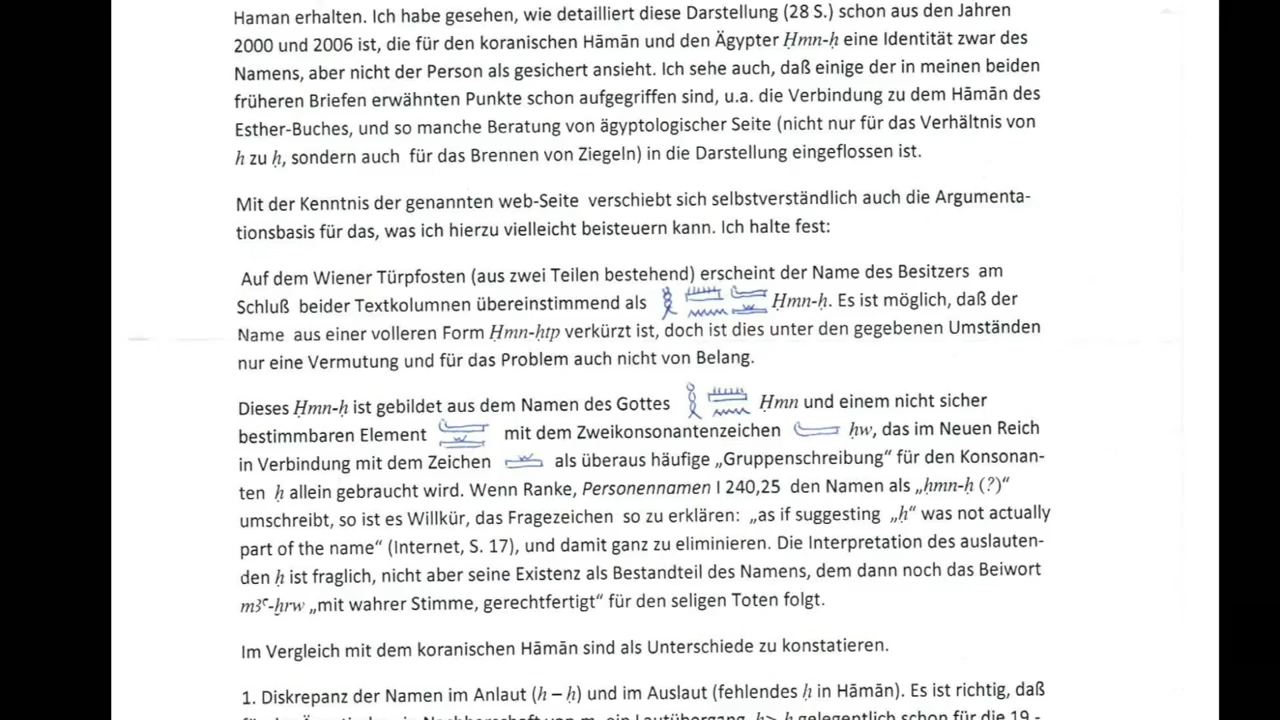 Haman erhalten. Ich habe gesehen, wie detailliert diese Darstellung (28 S.) schon aus den Jahren
2000 und 2006 ist, die für den koranischen Hāmān und den Ägypter Ḥmn-ḥ eine Identität zwar des
Namens, aber nicht der Person als gesichert ansieht. Ich sehe auch, daß einige der in meinen beiden
früheren Briefen erwähnten Punkte schon aufgegriffen sind, u.a. die Verbindung zu dem Hāmān des
Esther-Buches, und so manche Beratung von ägyptologischer Seite (nicht nur für das Verhältnis von
h zu ḥ, sondern auch für das Brennen von Ziegeln) in die Darstellung eingeflossen ist.
Mit der Kenntnis der genannten web-Seite verschiebt sich selbstverständlich auch die Argumenta-
tionsbasis für das, was ich hierzu vielleicht beisteuern kann. Ich halte fest:
Auf dem Wiener Türpfosten (aus zwei Teilen bestehend) erscheint der Name des Besitzers am
Schluß beider Textkolumnen übereinstimmend als Ḥmn-ḥ. Es ist möglich, daß der
Name aus einer volleren Form Ḥmn-ḥtp verkürzt ist, doch ist dies unter den gegebenen Umständen
nur eine Vermutung und für das Problem auch nicht von Belang.
Dieses Ḥmn-ḥ ist gebildet aus dem Namen des Gottes Ḥmn und einem nicht sicher
bestimmbaren Element mit dem Zweikonsonantenzeichen ḥw, das im Neuen Reich
in Verbindung mit dem Zeichen als überaus häufige „Gruppenschreibung“ für den Konsonan-
ten ḥ allein gebraucht wird. Wenn Ranke, Personennamen I 240,25 den Namen als „ḥmn-ḥ (?)“
umschreibt, so ist es Willkür, das Fragezeichen so zu erklären: „as if suggesting „ḥ“ was not actually
part of the name“ (Internet, S. 17), und damit ganz zu eliminieren. Die Interpretation des auslauten-
den ḥ ist fraglich, nicht aber seine Existenz als Bestandteil des Namens, dem dann noch das Beiwort
mꜣꜥ-ḫrw „mit wahrer Stimme, gerechtfertigt“ für den seligen Toten folgt.
Im Vergleich mit dem koranischen Hāmān sind als Unterschiede zu konstatieren.
1. Diskrepanz der Namen im Anlaut (h – ḥ) und im Auslaut (fehlendes ḥ in Hāmān). Es ist richtig, daß